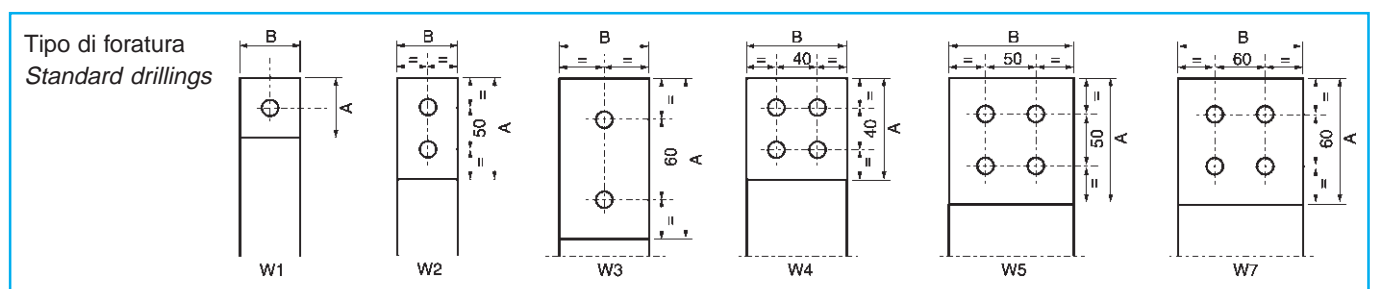 Tipo di foratura
Standard drillings
B
A
W1
B
= =
= 50 =
A
W2
B
= =
= 60 =
A
W3
B
= 40 =
= 40 =
A
W4
B
= 50 =
= 50 =
A
W5
B
= 60 =
= 60 =
A
W7